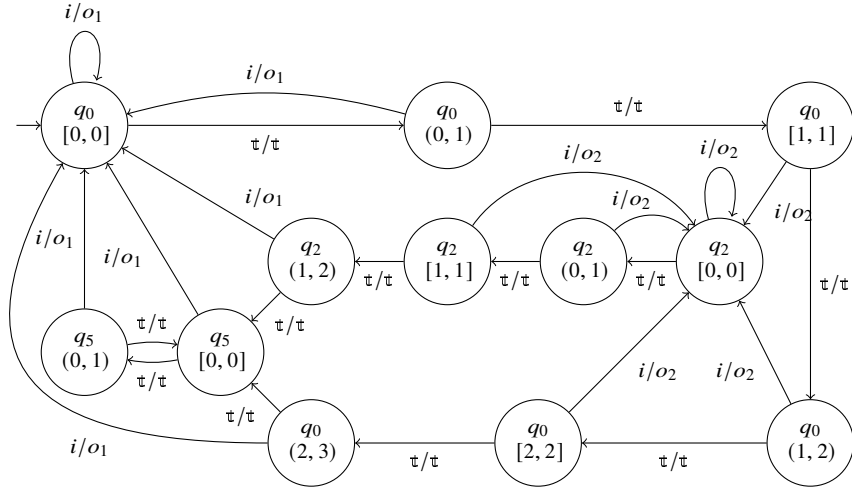 i/o₁
q₀
[0, 0]
i/o₁
𝕥/𝕥
q₀
(0, 1)
𝕥/𝕥
q₀
[1, 1]
i/o₁
i/o₂
i/o₂
i/o₂
i/o₂
q₂
(1, 2)
𝕥/𝕥
q₂
[1, 1]
𝕥/𝕥
q₂
(0, 1)
𝕥/𝕥
q₂
[0, 0]
i/o₁
i/o₁
𝕥/𝕥
𝕥/𝕥
q₅
(0, 1)
𝕥/𝕥
𝕥/𝕥
q₅
[0, 0]
i/o₂
i/o₂
𝕥/𝕥
i/o₁
q₀
(2, 3)
𝕥/𝕥
q₀
[2, 2]
𝕥/𝕥
q₀
(1, 2)